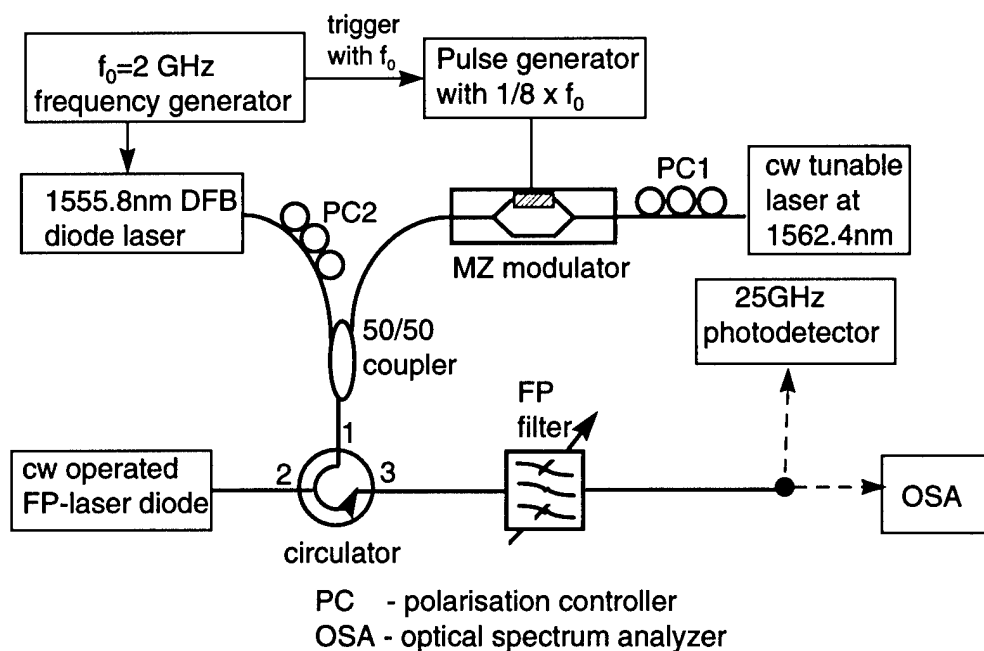 f₀=2 GHz
frequency generator
trigger
with f₀
Pulse generator
with 1/8 x f₀
1555.8nm DFB
diode laser
PC2
MZ modulator
PC1
cw tunable
laser at
1562.4nm
50/50
coupler
25GHz
photodetector
FP
filter
1
2
3
cw operated
FP-laser diode
circulator
OSA
PC - polarisation controller
OSA - optical spectrum analyzer